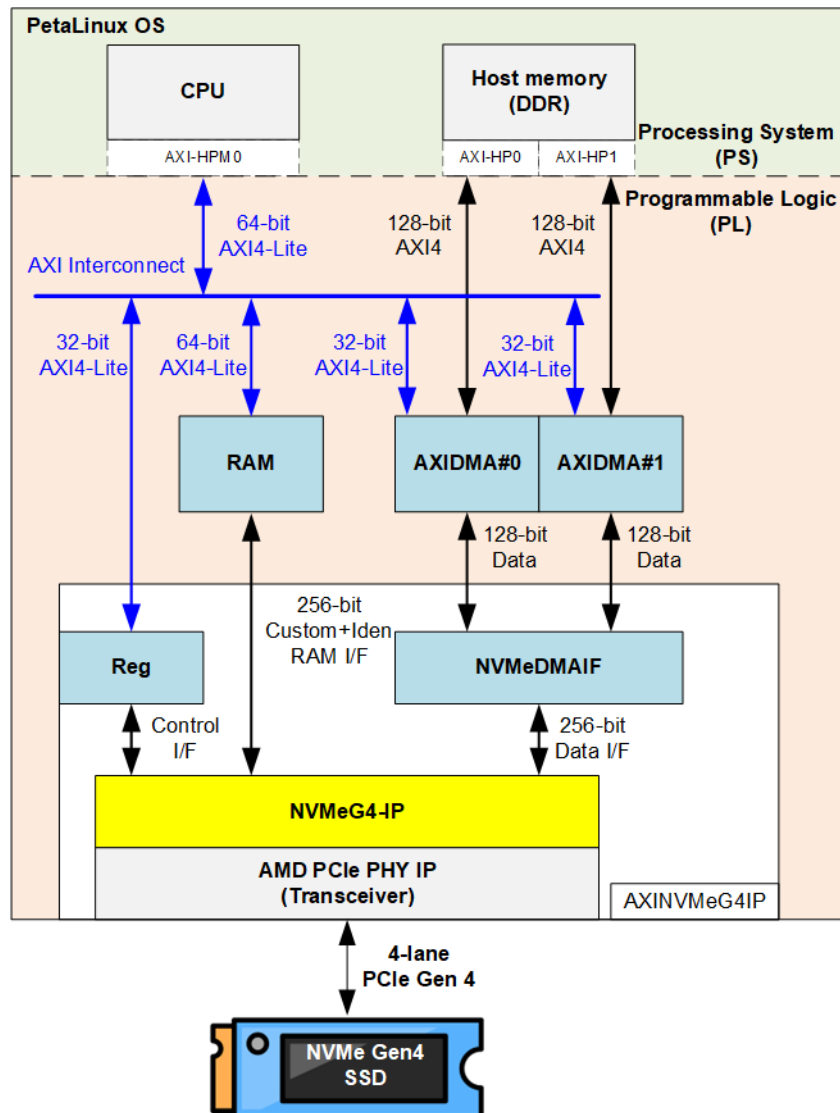 PetaLinux OS
CPU
Host memory
(DDR)
AXI-HPM0
AXI-HP0
AXI-HP1
Processing System
(PS)
Programmable Logic
(PL)
64-bit
AXI4-Lite
128-bit
AXI4
128-bit
AXI4
AXI Interconnect
32-bit
AXI4-Lite
64-bit
AXI4-Lite
32-bit
AXI4-Lite
32-bit
AXI4-Lite
RAM
AXIDMA#0
AXIDMA#1
128-bit
Data
128-bit
Data
256-bit
Custom+Iden
RAM I/F
Reg
NVMeDMAIF
Control
I/F
256-bit
Data I/F
NVMeG4-IP
AMD PCIe PHY IP
(Transceiver)
AXINVMeG4IP
4-lane
PCIe Gen 4
NVMe Gen4
SSD